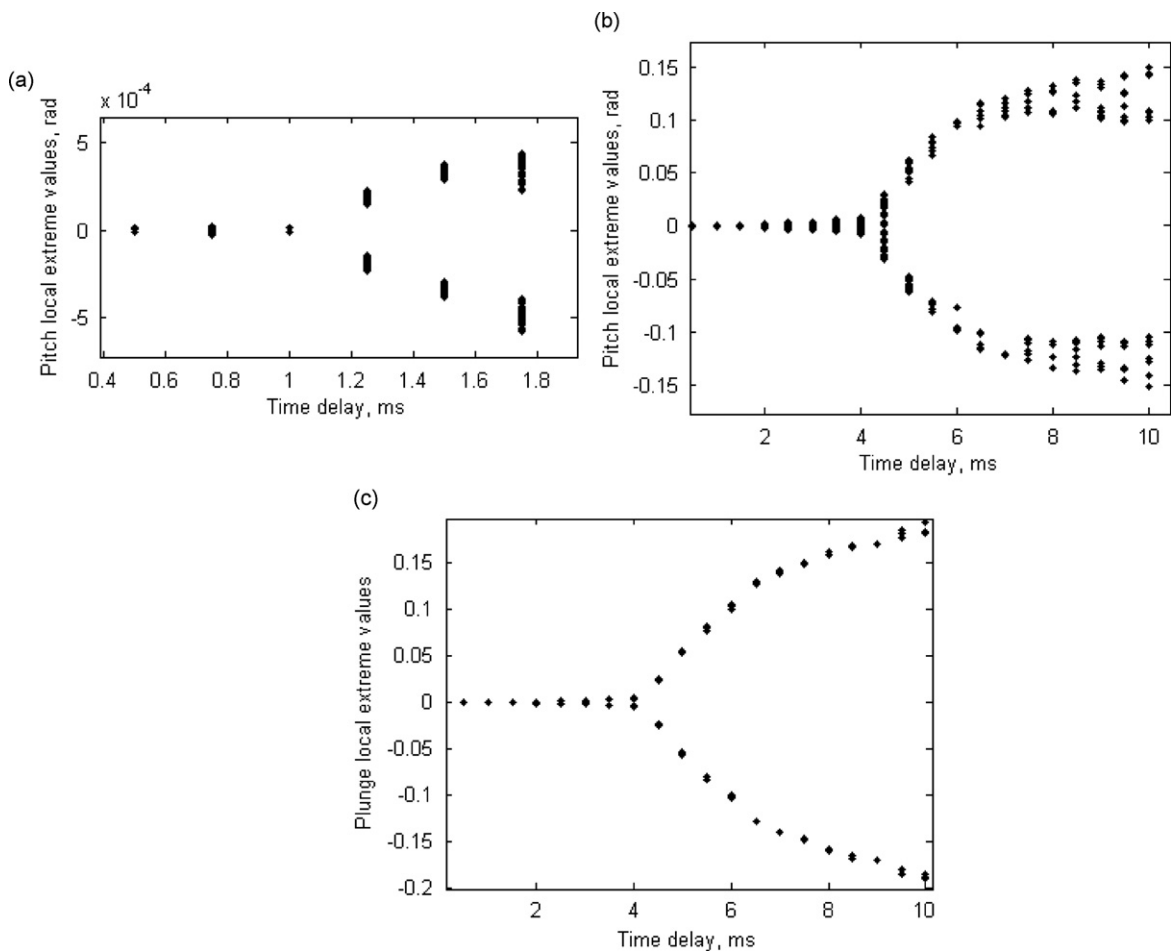 (a)
x 10⁻⁴
Pitch local extreme values, rad
5
0
-5
0.4 0.6 0.8 1 1.2 1.4 1.6 1.8
Time delay, ms
(b)
Pitch local extreme values, rad
0.15
0.1
0.05
0
-0.05
-0.1
-0.15
2 4 6 8 10
Time delay, ms
(c)
Plunge local extreme values
0.15
0.1
0.05
0
-0.05
-0.1
-0.15
-0.2
2 4 6 8 10
Time delay, ms